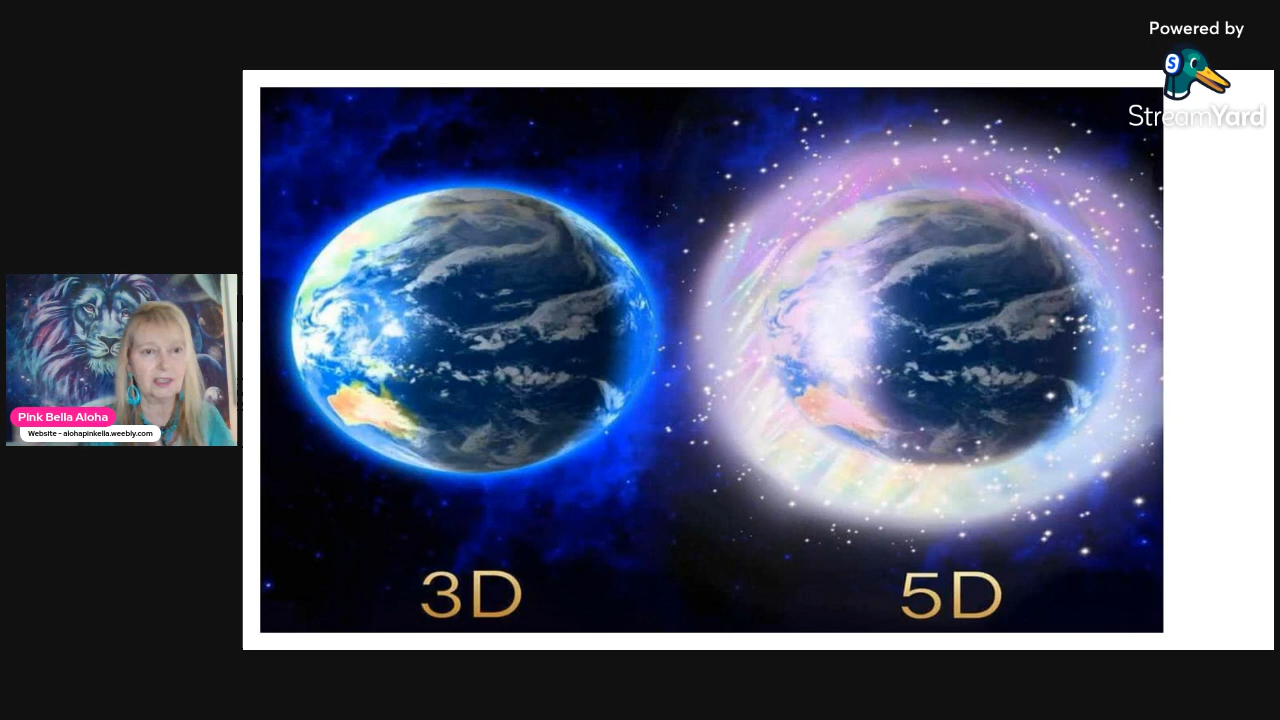 Powered by
S
StreamYard
Pink Bella Aloha
Website - alohapinkella.weebly.com
3D
5D